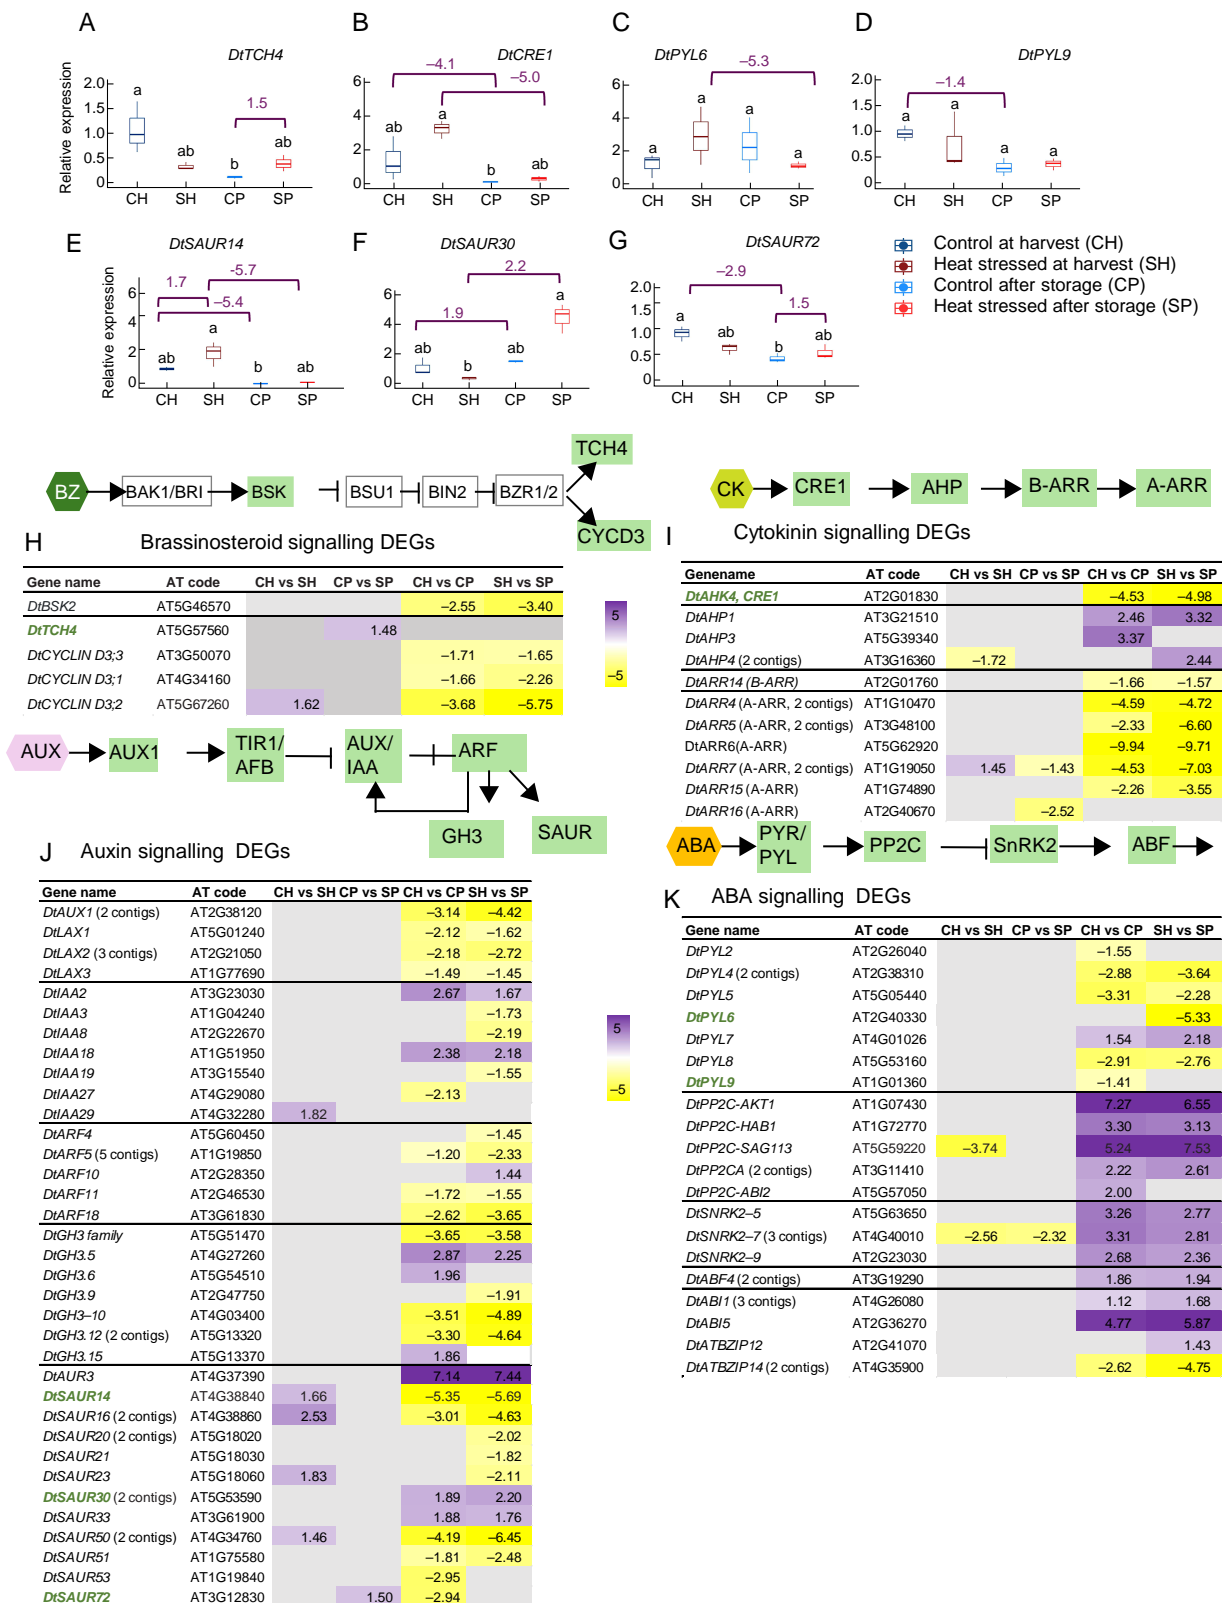 A
B
C
D
DtTCH4
DtCRE1
DtPYL6
DtPYL9
Relative expression
2.0
1.5
1.0
0.5
0
a
ab
b
ab
1.5
CH SH CP SP
6
4
2
0
–4.1
–5.0
ab
a
b
ab
CH SH CP SP
6
4
2
0
–5.3
a
a
a
a
CH SH CP SP
2.0
1.5
1.0
0.5
0
–1.4
a
a
a
a
CH SH CP SP
E
F
G
DtSAUR14
DtSAUR30
DtSAUR72
Relative expression
6
4
2
0
1.7
-5.7
–5.4
ab
a
b
ab
CH SH CP SP
6
4
2
0
1.9
2.2
ab
b
ab
a
CH SH CP SP
2.0
1.5
1.0
0.5
0
–2.9
1.5
a
ab
b
ab
CH SH CP SP
Control at harvest (CH)
Heat stressed at harvest (SH)
Control after storage (CP)
Heat stressed after storage (SP)
BZ BAK1/BRI BSK BSU1 BIN2 BZR1/2 TCH4 CYCD3
CK CRE1 AHP B-ARR A-ARR
H Brassinosteroid signalling DEGs
Gene name AT code CH vs SH CP vs SP CH vs CP SH vs SP
DtBSK2 AT5G46570 –2.55 –3.40
DtTCH4 AT5G57560 1.48
DtCYCLIN D3;3 AT3G50070 –1.71 –1.65
DtCYCLIN D3;1 AT4G34160 –1.66 –2.26
DtCYCLIN D3;2 AT5G67260 1.62 –3.68 –5.75
5
–5
I Cytokinin signalling DEGs
Genename AT code CH vs SH CP vs SP CH vs CP SH vs SP
DtAHK4, CRE1 AT2G01830 –4.53 –4.98
DtAHP1 AT3G21510 2.46 3.32
DtAHP3 AT5G39340 3.37
DtAHP4 (2 contigs) AT3G16360 –1.72 2.44
DtARR14 (B-ARR) AT2G01760 –1.66 –1.57
DtARR4 (A-ARR, 2 contigs) AT1G10470 –4.59 –4.72
DtARR5 (A-ARR, 2 contigs) AT3G48100 –2.33 –6.60
DtARR6(A-ARR) AT5G62920 –9.94 –9.71
DtARR7 (A-ARR, 2 contigs) AT1G19050 1.45 –1.43 –4.53 –7.03
DtARR15 (A-ARR) AT1G74890 –2.26 –3.55
DtARR16 (A-ARR) AT2G40670 –2.52
AUX AUX1 TIR1/ AFB AUX/ IAA ARF GH3 SAUR
ABA PYR/ PYL PP2C SnRK2 ABF
J Auxin signalling DEGs
Gene name AT code CH vs SH CP vs SP CH vs CP SH vs SP
DtAUX1 (2 contigs) AT2G38120 –3.14 –4.42
DtLAX1 AT5G01240 –2.12 –1.62
DtLAX2 (3 contigs) AT2G21050 –2.18 –2.72
DtLAX3 AT1G77690 –1.49 –1.45
DtIAA2 AT3G23030 2.67 1.67
DtIAA3 AT1G04240 –1.73
DtIAA8 AT2G22670 –2.19
DtIAA18 AT1G51950 2.38 2.18
DtIAA19 AT3G15540 –1.55
DtIAA27 AT4G29080 –2.13
DtIAA29 AT4G32280 1.82
DtARF4 AT5G60450 –1.45
DtARF5 (5 contigs) AT1G19850 –1.20 –2.33
DtARF10 AT2G28350 1.44
DtARF11 AT2G46530 –1.72 –1.55
DtARF18 AT3G61830 –2.62 –3.65
DtGH3 family AT5G51470 –3.65 –3.58
DtGH3.5 AT4G27260 2.87 2.25
DtGH3.6 AT5G54510 1.96
DtGH3.9 AT2G47750 –1.91
DtGH3–10 AT4G03400 –3.51 –4.89
DtGH3.12 (2 contigs) AT5G13320 –3.30 –4.64
DtGH3.15 AT5G13370 1.86
DtAUR3 AT4G37390 7.14 7.44
DtSAUR14 AT4G38840 1.66 –5.35 –5.69
DtSAUR16 (2 contigs) AT4G38860 2.53 –3.01 –4.63
DtSAUR20 (2 contigs) AT5G18020 –2.02
DtSAUR21 AT5G18030 –1.82
DtSAUR23 AT5G18060 1.83 –2.11
DtSAUR30 (2 contigs) AT5G53590 1.89 2.20
DtSAUR33 AT3G61900 1.88 1.76
DtSAUR50 (2 contigs) AT4G34760 1.46 –4.19 –6.45
DtSAUR51 AT1G75580 –1.81 –2.48
DtSAUR53 AT1G19840 –2.95
DtSAUR72 AT3G12830 1.50 –2.94
5
–5
K ABA signalling DEGs
Gene name AT code CH vs SH CP vs SP CH vs CP SH vs SP
DtPYL2 AT2G26040 –1.55
DtPYL4 (2 contigs) AT2G38310 –2.88 –3.64
DtPYL5 AT5G05440 –3.31 –2.28
DtPYL6 AT2G40330 –5.33
DtPYL7 AT4G01026 1.54 2.18
DtPYL8 AT5G53160 –2.91 –2.76
DtPYL9 AT1G01360 –1.41
DtPP2C-AKT1 AT1G07430 7.27 6.55
DtPP2C-HAB1 AT1G72770 3.30 3.13
DtPP2C-SAG113 AT5G59220 –3.74 5.24 7.53
DtPP2CA (2 contigs) AT3G11410 2.22 2.61
DtPP2C-ABI2 AT5G57050 2.00
DtSNRK2–5 AT5G63650 3.26 2.77
DtSNRK2–7 (3 contigs) AT4G40010 –2.56 –2.32 3.31 2.81
DtSNRK2–9 AT2G23030 2.68 2.36
DtABF4 (2 contigs) AT3G19290 1.86 1.94
DtABI1 (3 contigs) AT4G26080 1.12 1.68
DtABI5 AT2G36270 4.77 5.87
DtATBZIP12 AT2G41070 1.43
DtATBZIP14 (2 contigs) AT4G35900 –2.62 –4.75